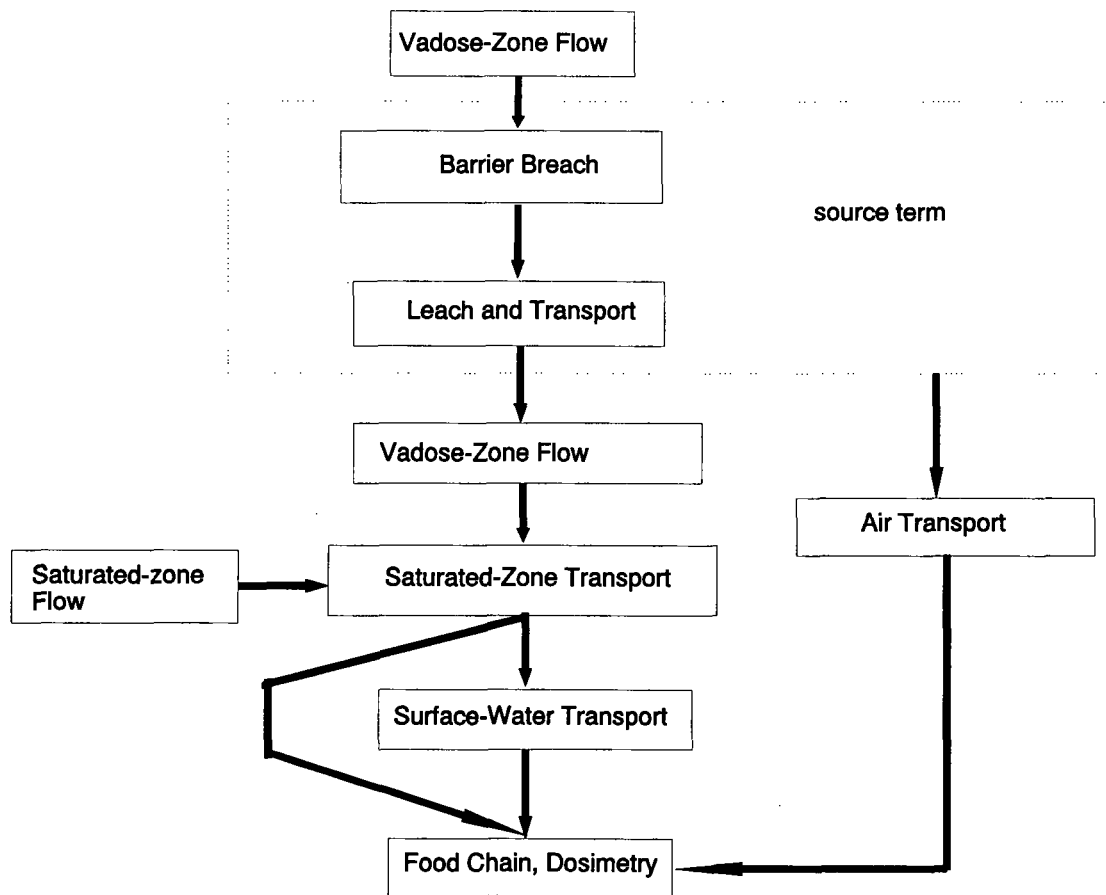 Vadose-Zone Flow
Barrier Breach
source term
Leach and Transport
Vadose-Zone Flow
Air Transport
Saturated-zone
Flow
Saturated-Zone Transport
Surface-Water Transport
Food Chain, Dosimetry